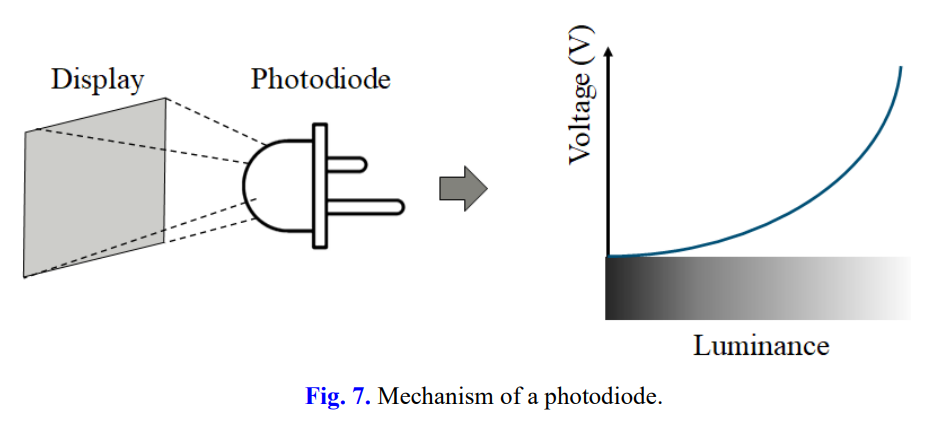 Display
Photodiode
Voltage (V)
Luminance
Fig. 7. Mechanism of a photodiode.